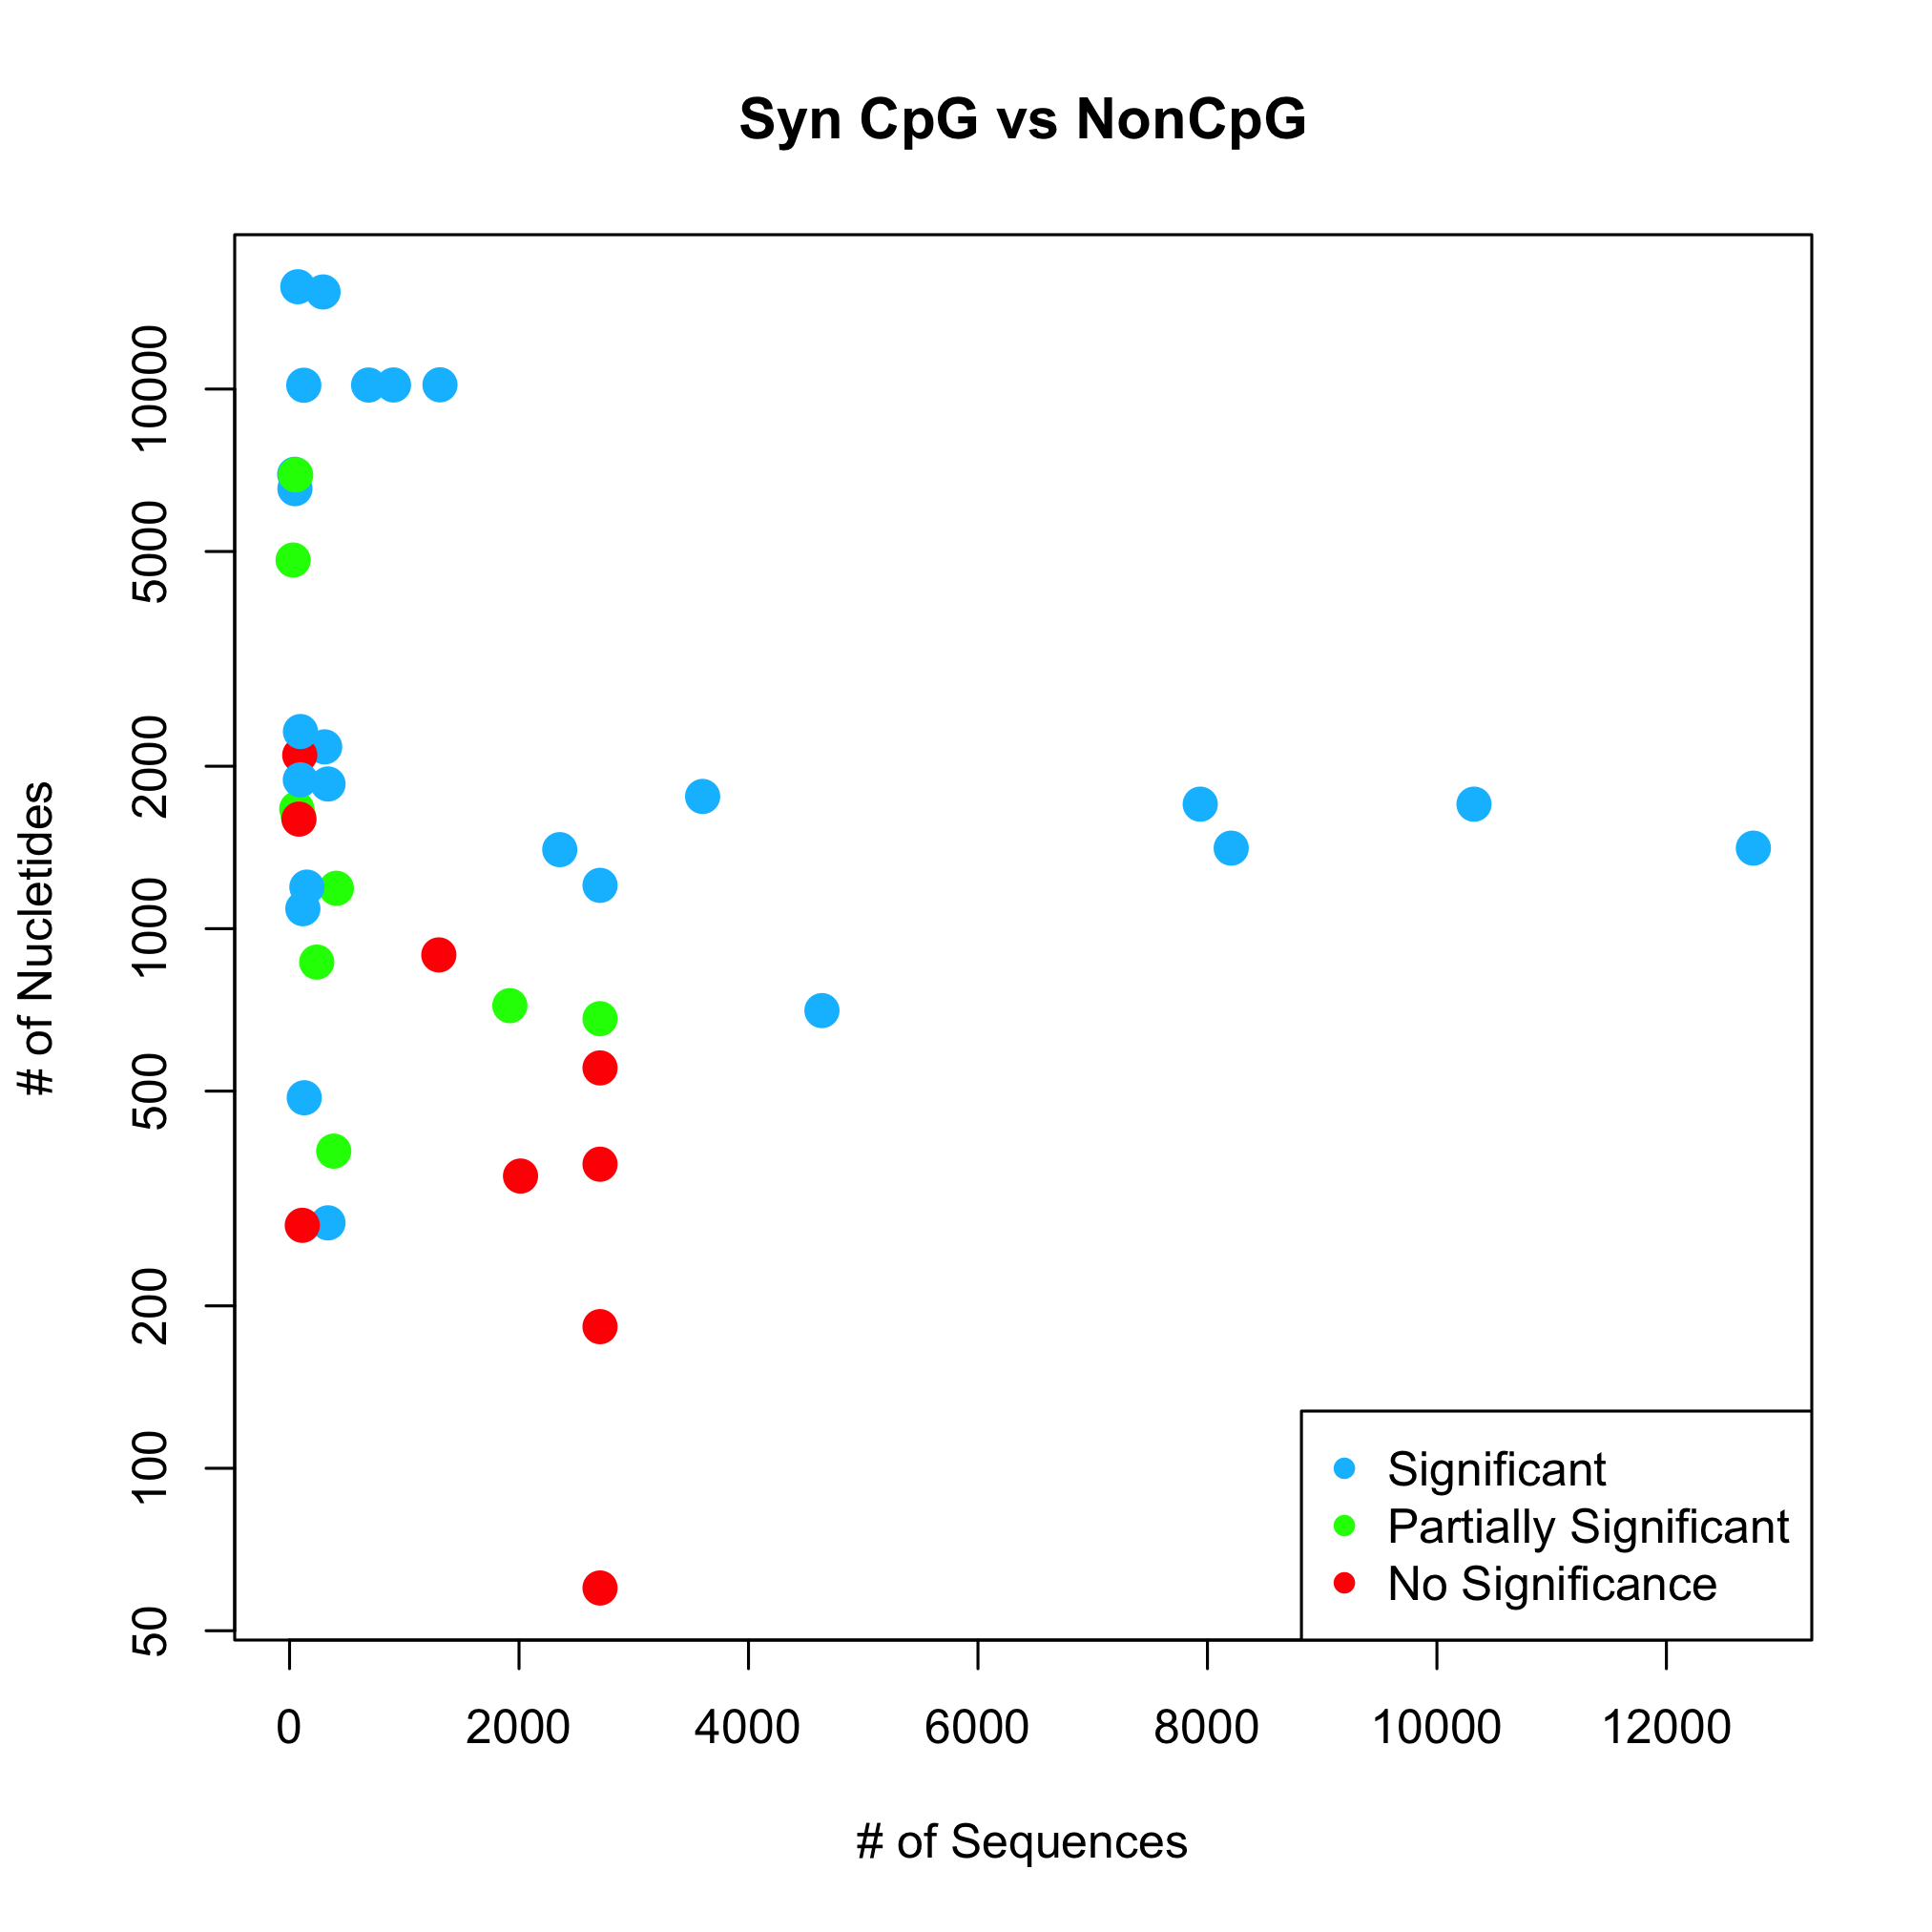 Syn CpG vs NonCpG
# of Nucletides
10000
5000
2000
1000
500
200
100
50
0 2000 4000 6000 8000 10000 12000
# of Sequences
Significant
Partially Significant
No Significance